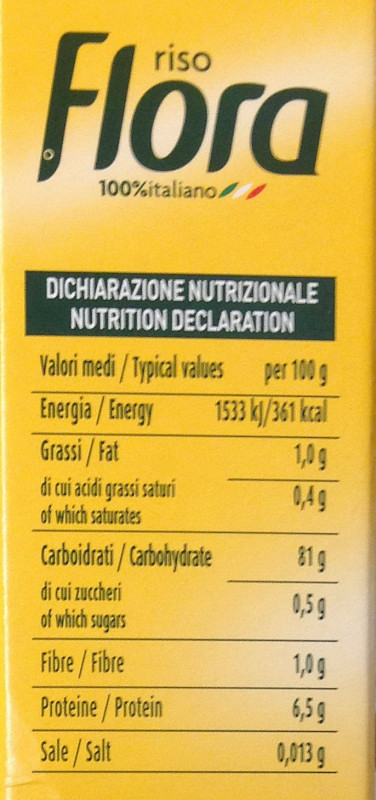 riso
Flora
100%italiano
DICHIARAZIONE NUTRIZIONALE
NUTRITION DECLARATION
Valori medi / Typical values per 100 g
Energia / Energy 1533 kJ/361 kcal
Grassi / Fat 1,0 g
di cui acidi grassi saturi
of which saturates 0,4 g
Carboidrati / Carbohydrate 81 g
di cui zuccheri
of which sugars 0,5 g
Fibre / Fibre 1,0 g
Proteine / Protein 6,5 g
Sale / Salt 0,013 g